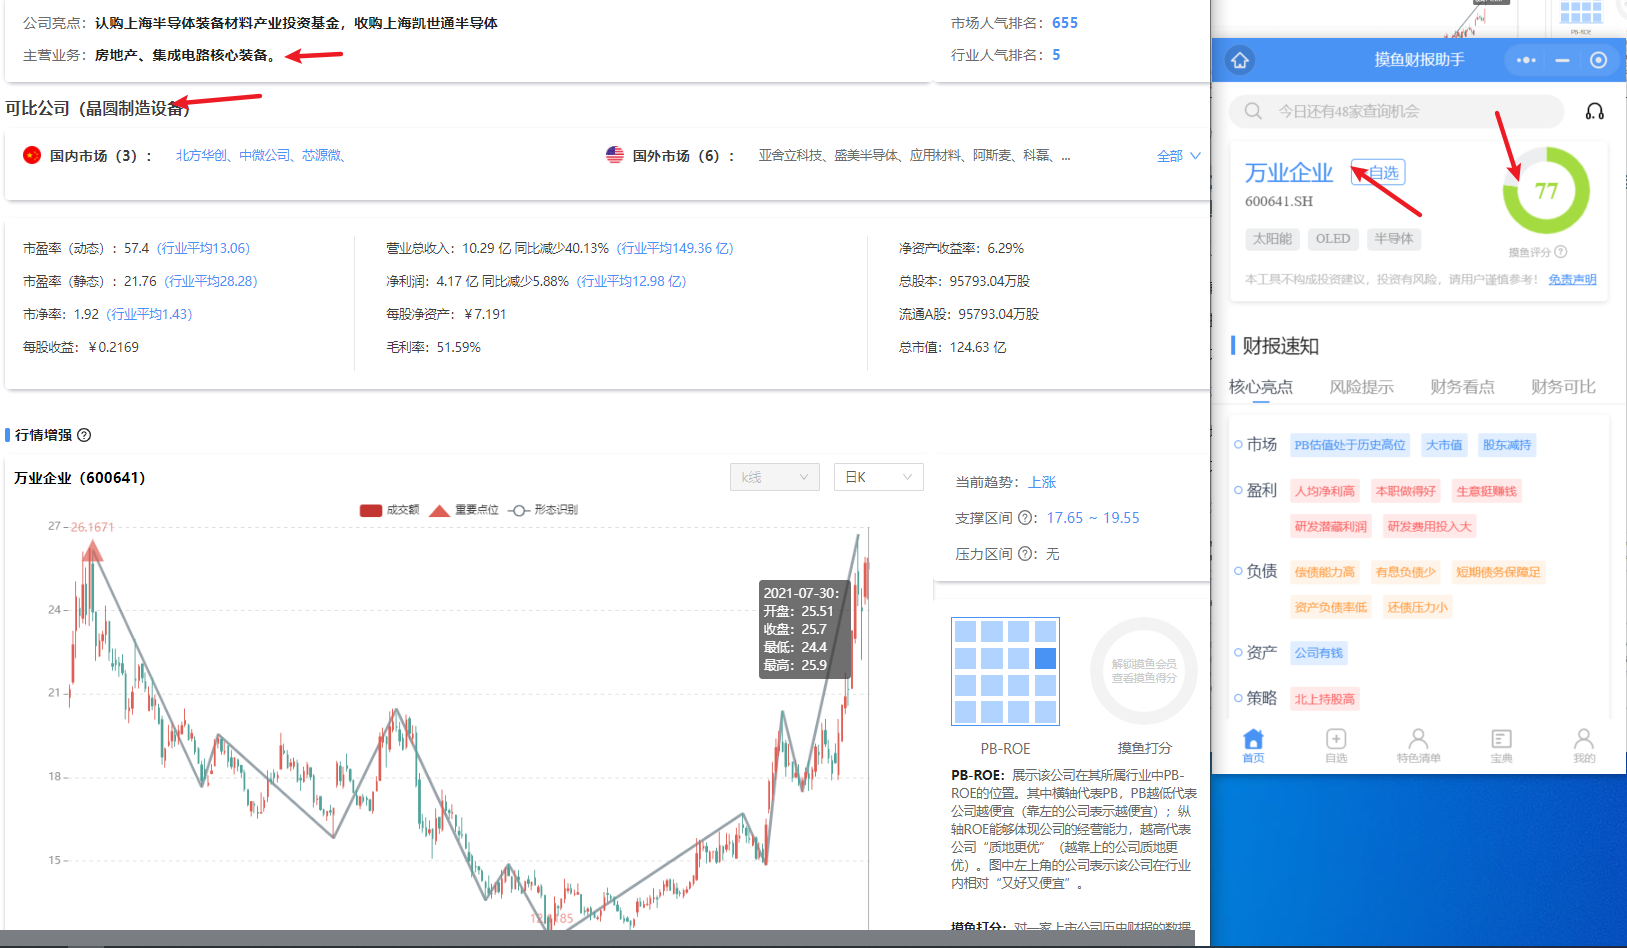 公司亮点：认购上海半导体装备材料产业投资基金，收购上海凯世通半导体
市场人气排名：655
主营业务：房地产、集成电路核心装备。
行业人气排名：5
可比公司（晶圆制造设备）
国内市场（3）：北方华创、中微公司、芯源微、
国外市场（6）：亚舍立科技、盛美半导体、应用材料、阿斯麦、科磊、...
全部
市盈率（动态）：57.4（行业平均13.06）
市盈率（静态）：21.76（行业平均28.28）
市净率：1.92（行业平均1.43）
每股收益：￥0.2169
营业总收入：10.29 亿 同比减少40.13%（行业平均149.36 亿）
净利润：4.17 亿 同比减少5.88%（行业平均12.98 亿）
每股净资产：￥7.191
毛利率：51.59%
净资产收益率：6.29%
总股本：95793.04万股
流通A股：95793.04万股
总市值：124.63 亿
行情增强
万业企业（600641）
k线
日K
成交额
重要点位
形态识别
27
26.1671
24
21
18
15
2021-07-30：
开盘：25.51
收盘：25.7
最低：24.4
最高：25.9
当前趋势：上涨
支撑区间：17.65 ~ 19.55
压力区间：无
解锁摸鱼会员
查看摸鱼得分
PB-ROE
摸鱼打分
PB-ROE：展示该公司在其所属行业中PB-
ROE的位置。其中横轴代表PB，PB越低代表
公司越便宜（靠左的公司表示越便宜）；纵
轴ROE能够体现公司的经营能力，越高代表
公司“质地更优”（越靠上的公司质地更
优）。图中左上角的公司表示该公司在行业
内相对“又好又便宜”。
摸鱼打分：对一家上市公司历史财报的数据
PB-ROE
摸鱼财报助手
今日还有48家查询机会
万业企业
自选
600641.SH
太阳能
OLED
半导体
77
摸鱼评分
本工具不构成投资建议，投资有风险，请用户谨慎参考！
免责声明
财报速知
核心亮点
风险提示
财务看点
财务可比
市场
PB估值处于历史高位
大市值
股东减持
盈利
人均净利高
本职做得好
生意挺赚钱
研发潜藏利润
研发费用投入大
负债
偿债能力高
有息负债少
短期债务保障足
资产负债率低
还债压力小
资产
公司有钱
策略
北上持股高
首页
自选
特色清单
宝典
我的